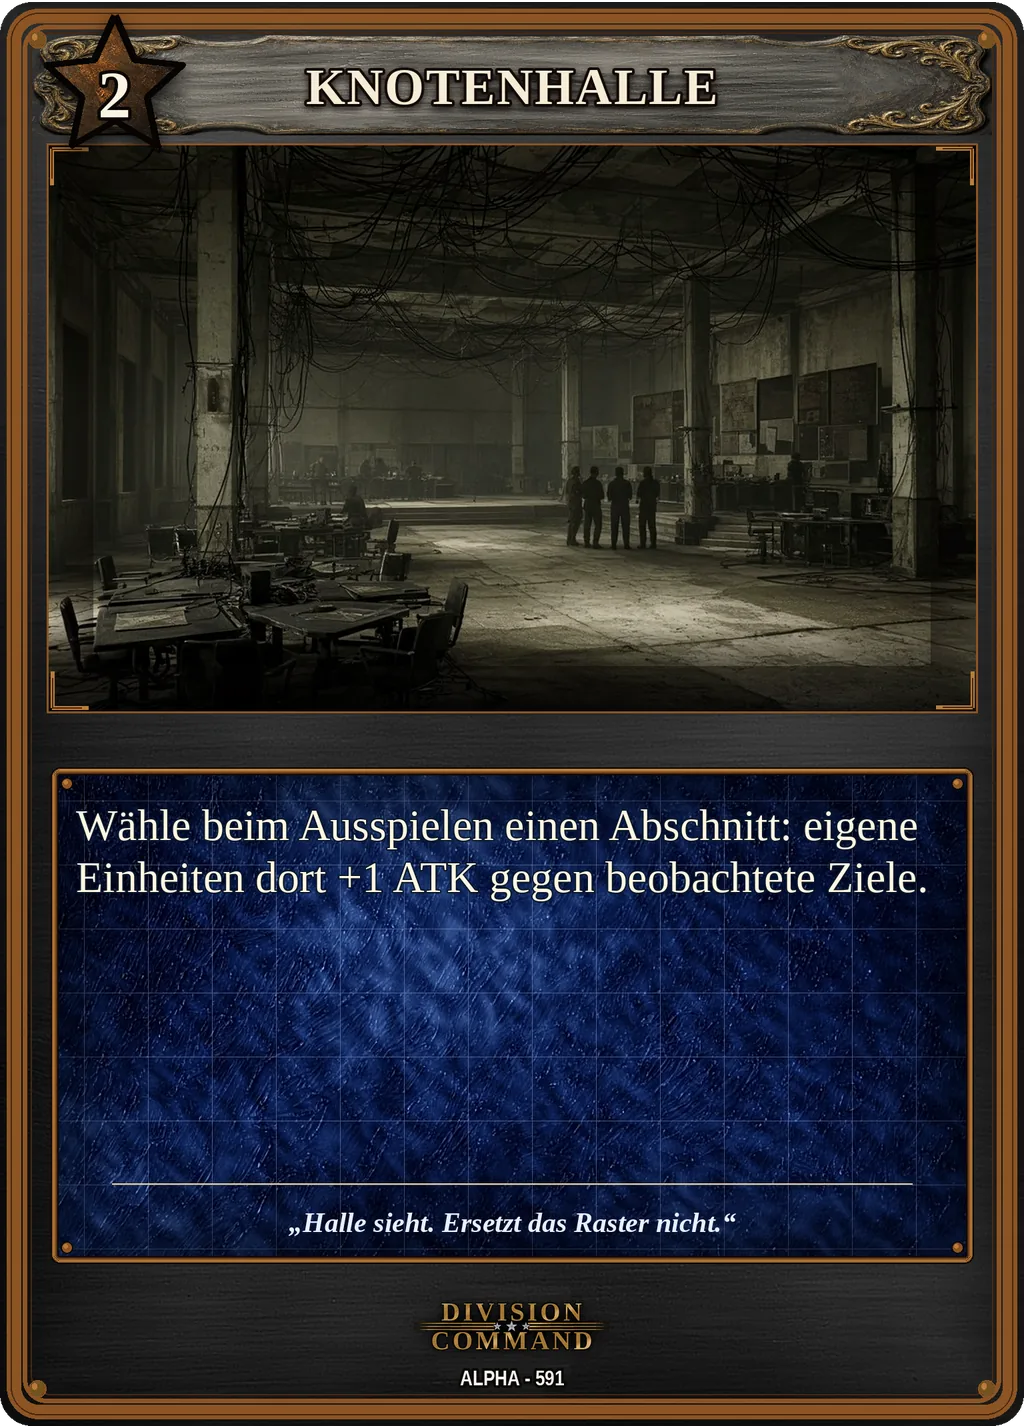 2
KNOTENHALLE
Wähle beim Ausspielen einen Abschnitt: eigene
Einheiten dort +1 ATK gegen beobachtete Ziele.
„Halle sieht. Ersetzt das Raster nicht.“
DIVISION
COMMAND
ALPHA - 591